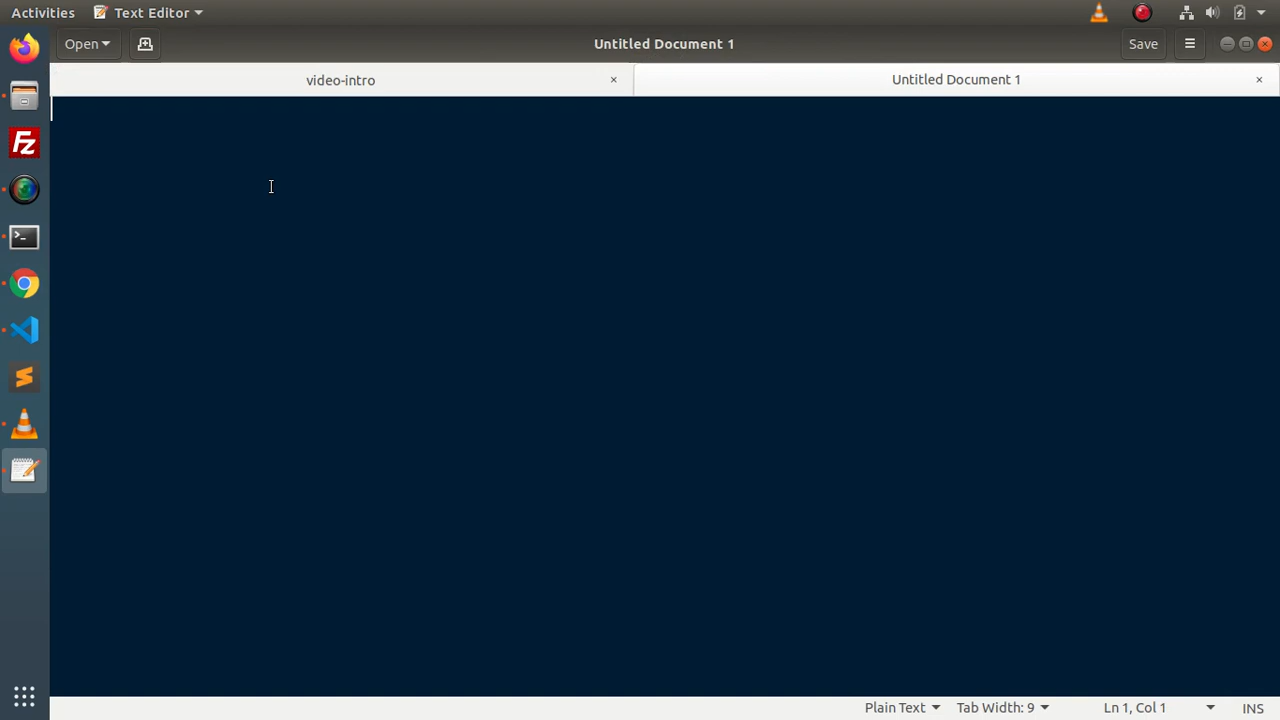 Activities Text Editor
Open Untitled Document 1 Save
video-intro × Untitled Document 1 ×
Fz
Plain Text Tab Width: 9 Ln 1, Col 1 INS